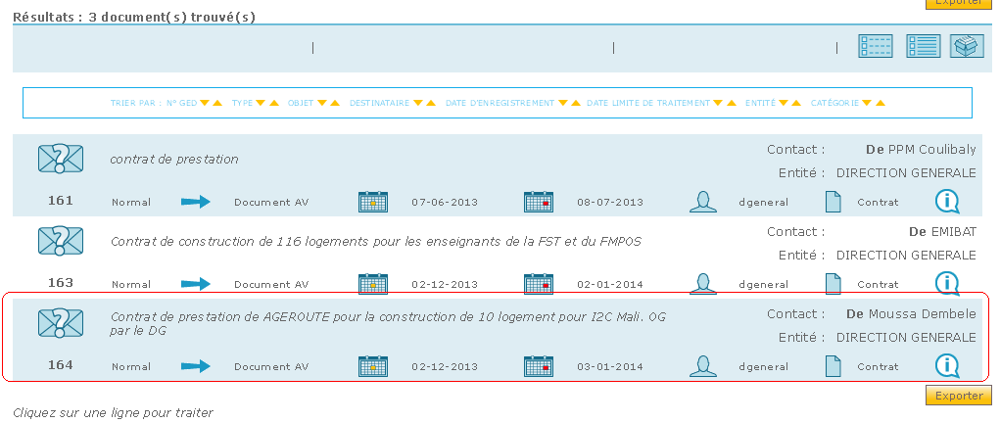 Exporter
Résultats : 3 document(s) trouvé(s)
| | |
TRIER PAR : N° GED TYPE OBJET DESTINATAIRE DATE D'ENREGISTREMENT DATE LIMITE DE TRAITEMENT ENTITÉ CATÉGORIE
contrat de prestation
Contact : De PPM Coulibaly
Entité : DIRECTION GENERALE
161 Normal Document AV 07-06-2013 08-07-2013 dgeneral Contrat
Contrat de construction de 116 logements pour les enseignants de la FST et du FMPOS
Contact : De EMIBAT
Entité : DIRECTION GENERALE
163 Normal Document AV 02-12-2013 02-01-2014 dgeneral Contrat
Contrat de prestation de AGEROUTE pour la construction de 10 logement pour I2C Mali. OG
par le DG
Contact : De Moussa Dembele
Entité : DIRECTION GENERALE
164 Normal Document AV 02-12-2013 03-01-2014 dgeneral Contrat
Exporter
Cliquez sur une ligne pour traiter